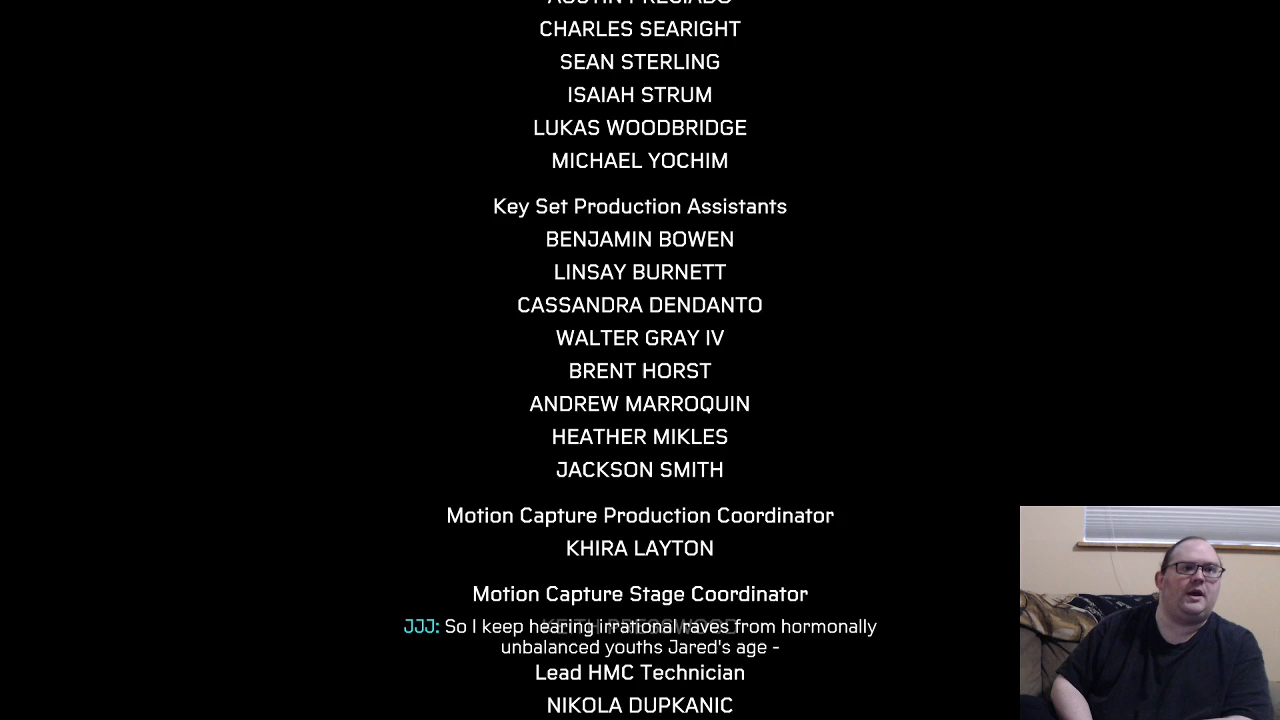 CHARLES SEARIGHT
SEAN STERLING
ISAIAH STRUM
LUKAS WOODBRIDGE
MICHAEL YOCHIM
Key Set Production Assistants
BENJAMIN BOWEN
LINSAY BURNETT
CASSANDRA DENDANTO
WALTER GRAY IV
BRENT HORST
ANDREW MARROQUIN
HEATHER MIKLES
JACKSON SMITH
Motion Capture Production Coordinator
KHIRA LAYTON
Motion Capture Stage Coordinator
JJJ: So I keep hearing irrational raves from hormonally
unbalanced youths Jared's age -
Lead HMC Technician
NIKOLA DUPKANIC